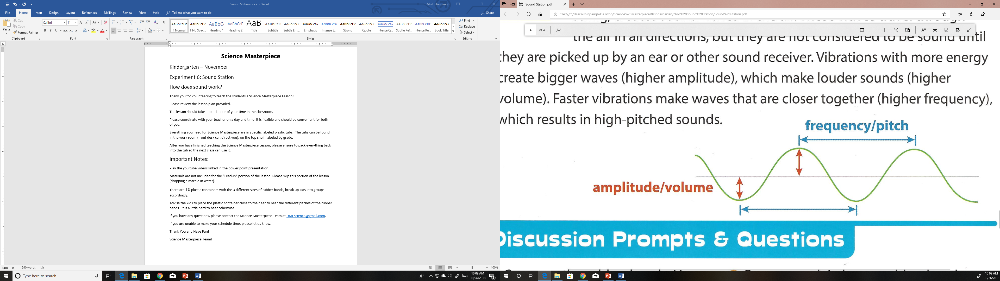 Sound Station.docx - Word
Mark Shinpaugh
File Home Insert Design Layout References Mailings Review View Help Tell me what you want to do
Share
Paste
Cut
Copy
Format Painter
Clipboard
Calibri 11
Font
Paragraph
AaBbCcDc AaBbCcDc AaBbCc AaBbCcE AaB AaBbCcD AaBbCcDc AaBbCcDc AaBbCcDc AaBbCcDc AaBbCcDc AaBbCcDc AABBCCDC AABBCCDC AaBbCcDc
¶ Normal ¶ No Spac... Heading 1 Heading 2 Title Subtitle Subtle Em... Emphasis Intense E... Strong Quote Intense Q... Subtle Ref... Intense Re... Book Title
Styles
Find
Replace
Select
Editing
Science Masterpiece
Kindergarten – November
Experiment 6: Sound Station
How does sound work?
Thank you for volunteering to teach the students a Science Masterpiece Lesson!
Please review the lesson plan provided.
The lesson should take about 1 hour of your time in the classroom.
Please coordinate with your teacher on a day and time, it is flexible and should be convenient for both
of you.
Everything you need for Science Masterpiece are in specific labeled plastic tubs. The tubs can be found
in the work room (front desk can direct you), on the top shelf, labeled by grade.
After you have finished teaching the Science Masterpiece Lesson, please ensure to pack everything back
into the tub so the next class can use it.
Important Notes:
Play the you tube videos linked in the power point presentation.
Materials are not included for the “Lead-in” portion of the lesson. Please skip this portion of the lesson
(dropping a marble in water).
There are 10 plastic containers with the 3 different sizes of rubber bands, break up kids into groups
accordingly.
Advise the kids to place the plastic container close to their ear to hear the different pitches of the rubber
bands. It is a little hard to hear otherwise.
If you have any questions, please contact the Science Masterpiece Team at DMEscience@gmail.com.
If you are unable to make your schedule time, please let us know.
Thank You and Have Fun!
Science Masterpiece Team!
Page 1 of 1 240 words
100%
Type here to search
10:09 AM
10/26/2018
Sound Station.pdf
file:///C:/Users/shinpaugh/Desktop/Science%20Masterpiece/0Kindergarten/Nov,%20Sound%20Station/Sound%20Station.pdf
4 of 4
the air in all directions, but they are not considered to be sound until
they are picked up by an ear or other sound receiver. Vibrations with more energy
create bigger waves (higher amplitude), which make louder sounds (higher
volume). Faster vibrations make waves that are closer together (higher frequency),
which results in high-pitched sounds.
frequency/pitch
amplitude/volume
Discussion Prompts & Questions
10:09 AM
10/26/2018